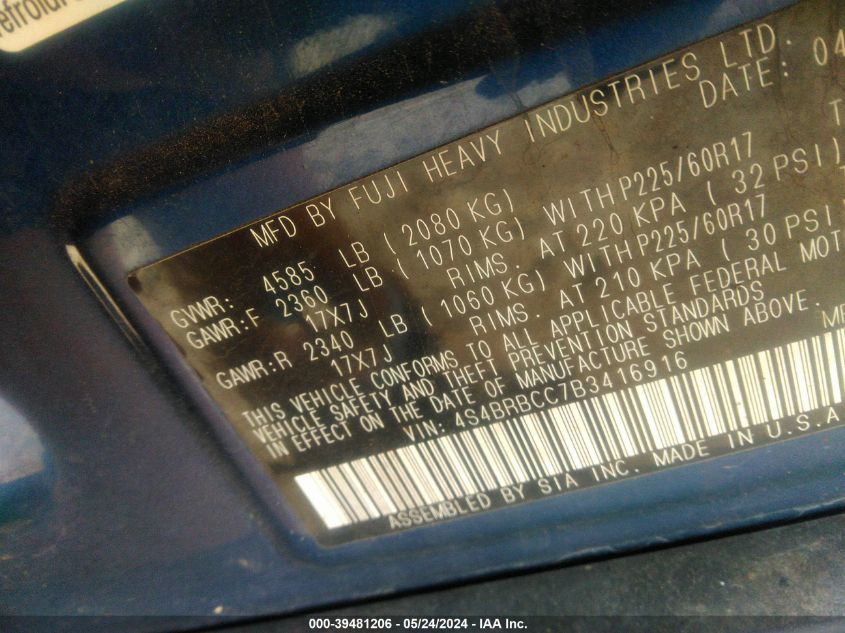 MFD BY FUJI HEAVY INDUSTRIES LTD.
DATE: 04
GVWR: 4585 LB ( 2080 KG)
GAWR:F 2360 LB ( 1070 KG) WITH P225/60R17 T
17X7J RIMS. AT 220 KPA ( 32 PSI)
GAWR:R 2340 LB ( 1060 KG) WITH P225/60R17
17X7J RIMS. AT 210 KPA ( 30 PSI
THIS VEHICLE CONFORMS TO ALL APPLICABLE FEDERAL MOT
VEHICLE SAFETY AND THEFT PREVENTION STANDARDS
IN EFFECT ON THE DATE OF MANUFACTURE SHOWN ABOVE.
VIN: 4S4BRBCC7B3416916 MP
ASSEMBLED BY STA INC. MADE IN U.S.A
000-39481206 - 05/24/2024 - IAA Inc.